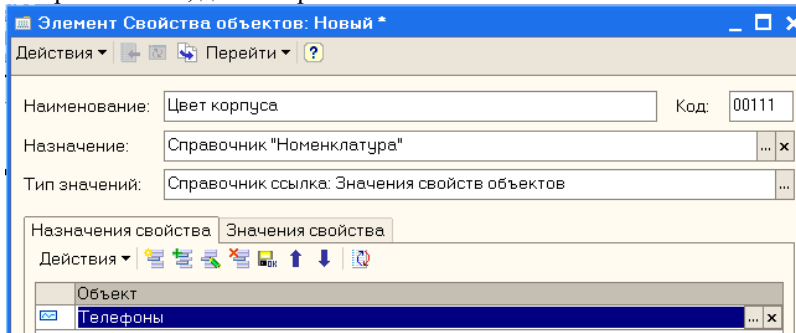 Элемент Свойства объектов: Новый *
Действия Перейти
Наименование: Цвет корпуса Код: 00111
Назначение: Справочник "Номенклатура" ... x
Тип значений: Справочник ссылка: Значения свойств объектов ...
Назначения свойства Значения свойства
Действия
Объект
Телефоны ... x